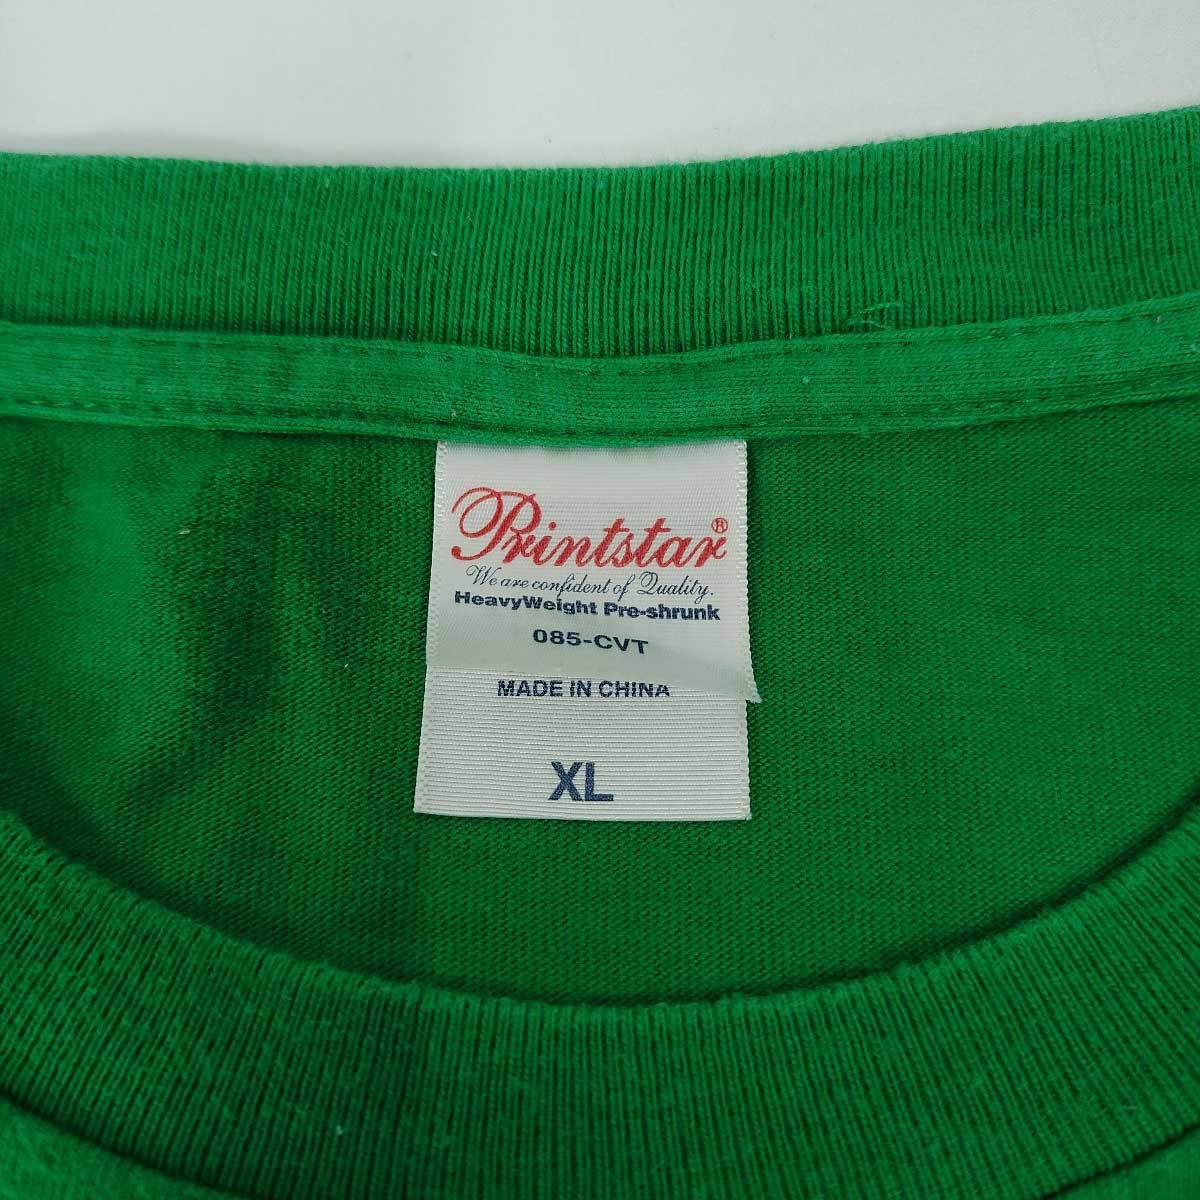 Printstar®
We are confident of Quality.
HeavyWeight Pre-shrunk
085-CVT
MADE IN CHINA
XL